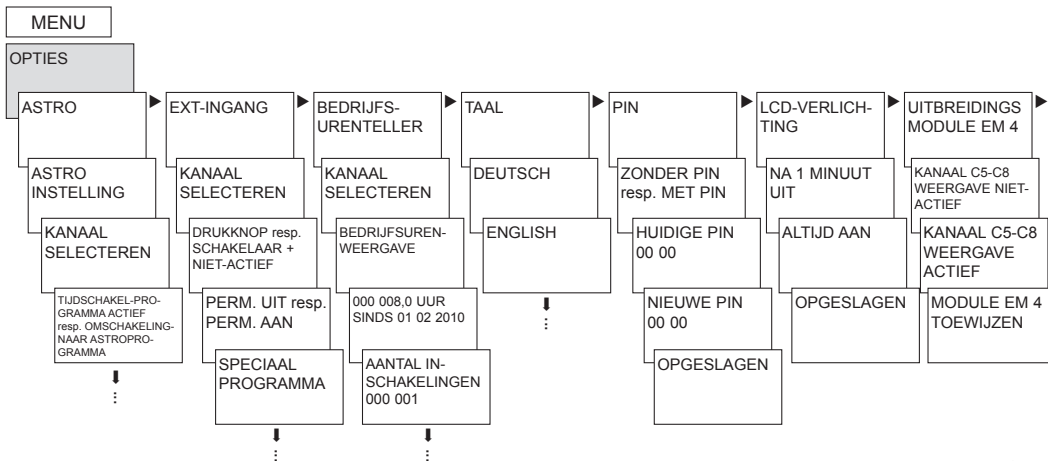 MENU
OPTIES
ASTRO
ASTRO
INSTELLING
KANAAL
SELECTEREN
TIJDSCHAKEL-PRO-
GRAMMA ACTIEF
resp. OMSCHAKELING-
NAAR ASTROPRO-
GRAMMA
EXT-INGANG
KANAAL
SELECTEREN
DRUKKNOP resp.
SCHAKELAAR +
NIET-ACTIEF
PERM. UIT resp.
PERM. AAN
SPECIAAL
PROGRAMMA
BEDRIJFS-
URENTELLER
KANAAL
SELECTEREN
BEDRIJFSUREN-
WEERGAVE
000 008,0 UUR
SINDS 01 02 2010
AANTAL IN-
SCHAKELINGEN
000 001
TAAL
DEUTSCH
ENGLISH
PIN
ZONDER PIN
resp. MET PIN
HUIDIGE PIN
00 00
NIEUWE PIN
00 00
OPGESLAGEN
LCD-VERLICH-
TING
NA 1 MINUUT
UIT
ALTIJD AAN
OPGESLAGEN
UITBREIDINGS
MODULE EM 4
KANAAL C5-C8
WEERGAVE NIET-
ACTIEF
KANAAL C5-C8
WEERGAVE
ACTIEF
MODULE EM 4
TOEWIJZEN